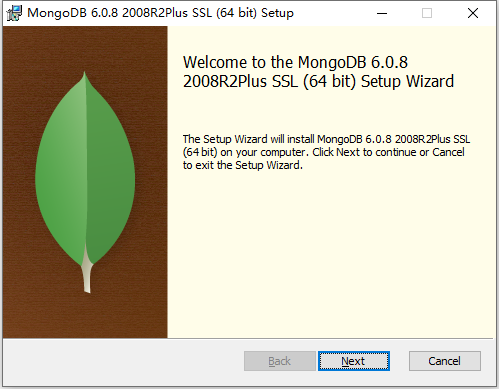 MongoDB 6.0.8 2008R2Plus SSL (64 bit) Setup
Welcome to the MongoDB 6.0.8
2008R2Plus SSL (64 bit) Setup Wizard
The Setup Wizard will install MongoDB 6.0.8 2008R2Plus SSL
(64 bit) on your computer. Click Next to continue or Cancel
to exit the Setup Wizard.
Back Next Cancel